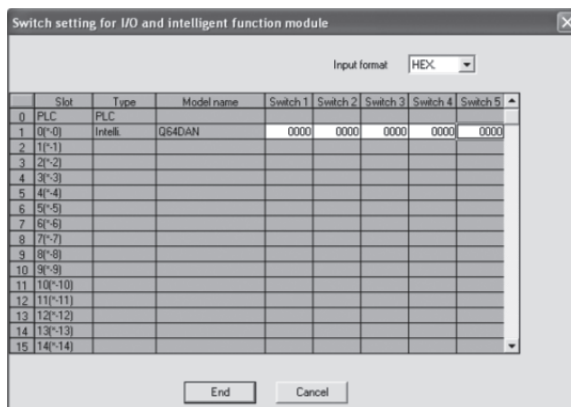 Switch setting for I/O and intelligent function module
Input format HEX.
Slot Type Model name Switch 1 Switch 2 Switch 3 Switch 4 Switch 5
0 PLC PLC
1 0(*-0) Intelli. Q64DAN 0000 0000 0000 0000 0000
2 1(*-1)
3 2(*-2)
4 3(*-3)
5 4(*-4)
6 5(*-5)
7 6(*-6)
8 7(*-7)
9 8(*-8)
10 9(*-9)
11 10(*-10)
12 11(*-11)
13 12(*-12)
14 13(*-13)
15 14(*-14)
End Cancel